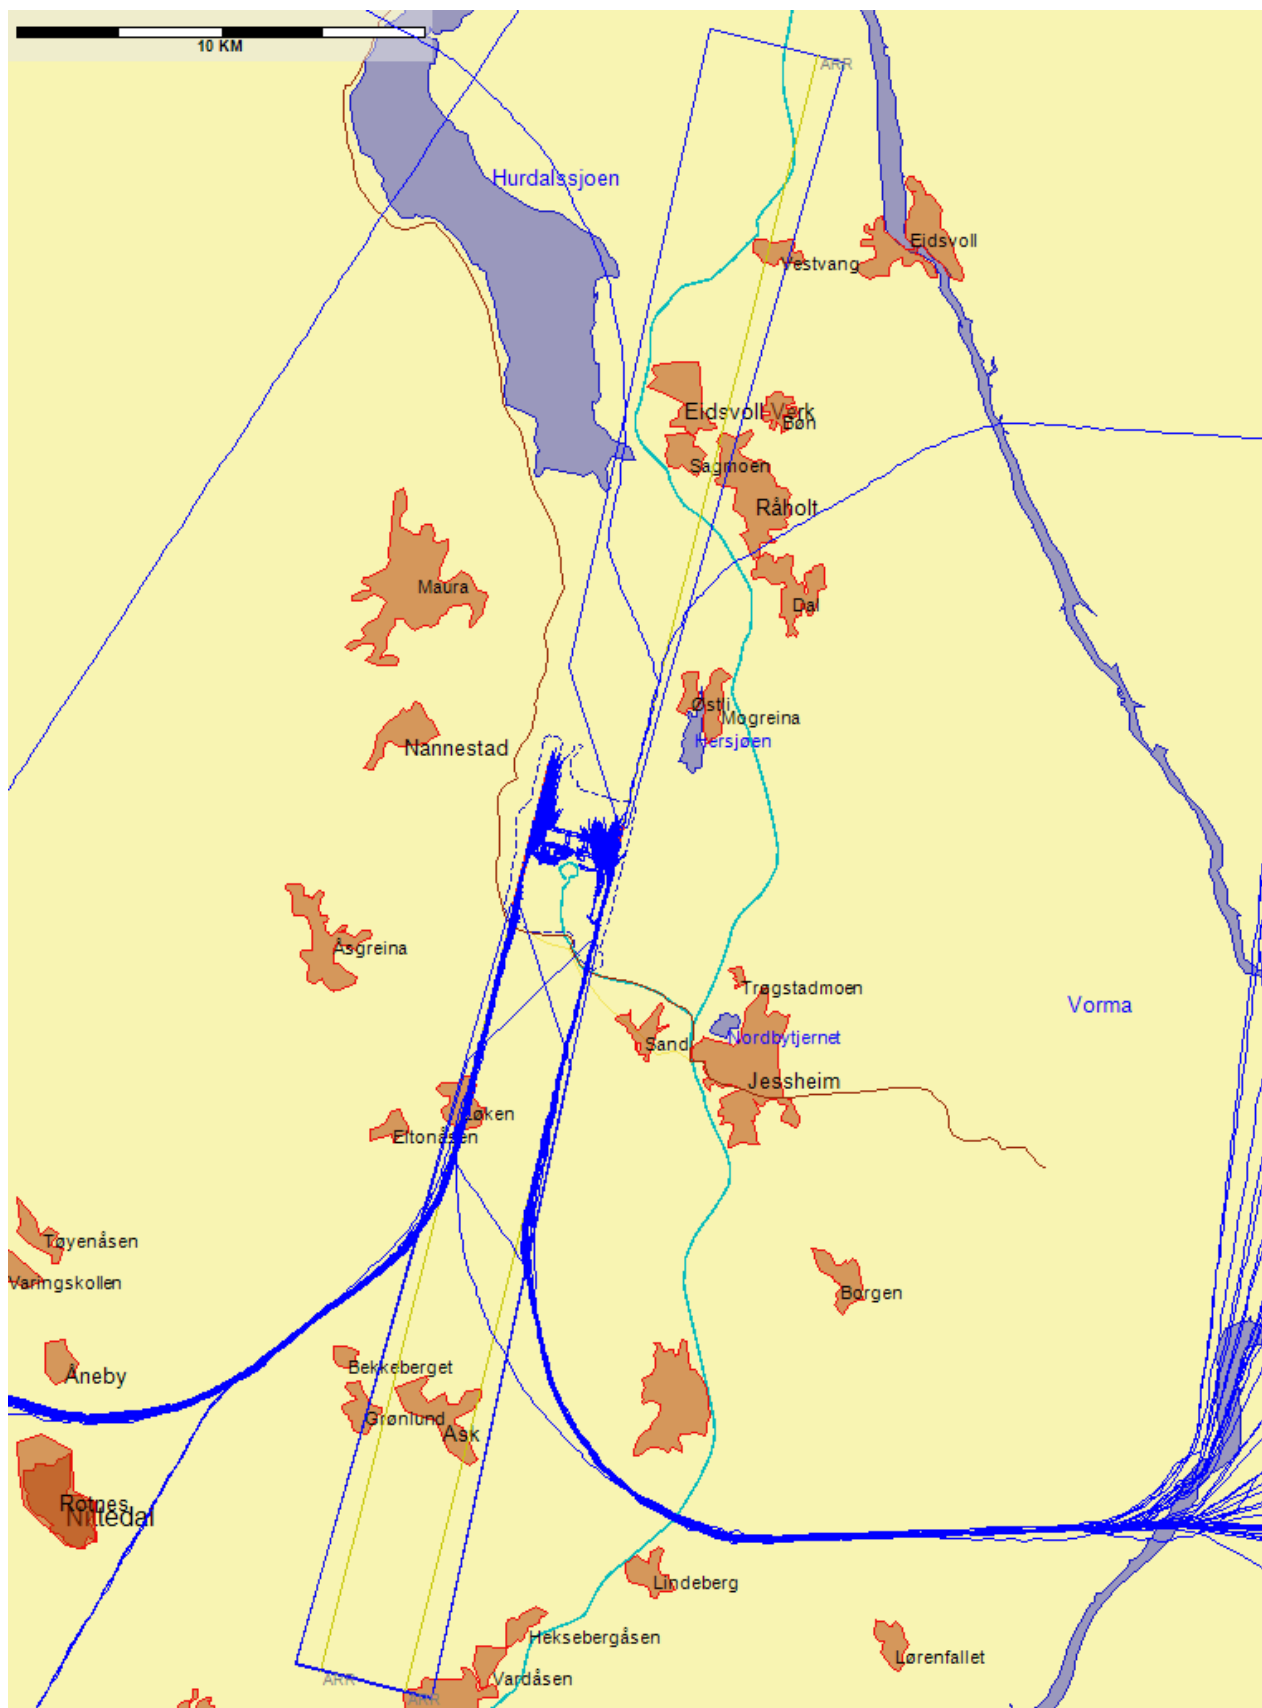 10 KM
ARR
Hurdalssjoen
Eidsvoll
Vestvang
Eidsvoll Verk
Bøn
Sagmoen
Råholt
Maura
Dal
Østli
Mogreina
Hersjøen
Nannestad
Åsgreina
Trøgstadmoen
Vorma
Nordbytjernet
Sand
Jessheim
Løken
Eltonåsen
Tøyenåsen
Varingskollen
Borgen
Bekkeberget
Åneby
Grønlund
Ask
Rotnes
Nittedal
Lindeberg
Heksebergåsen
Lørenfallet
Vardåsen
ARR
ARR